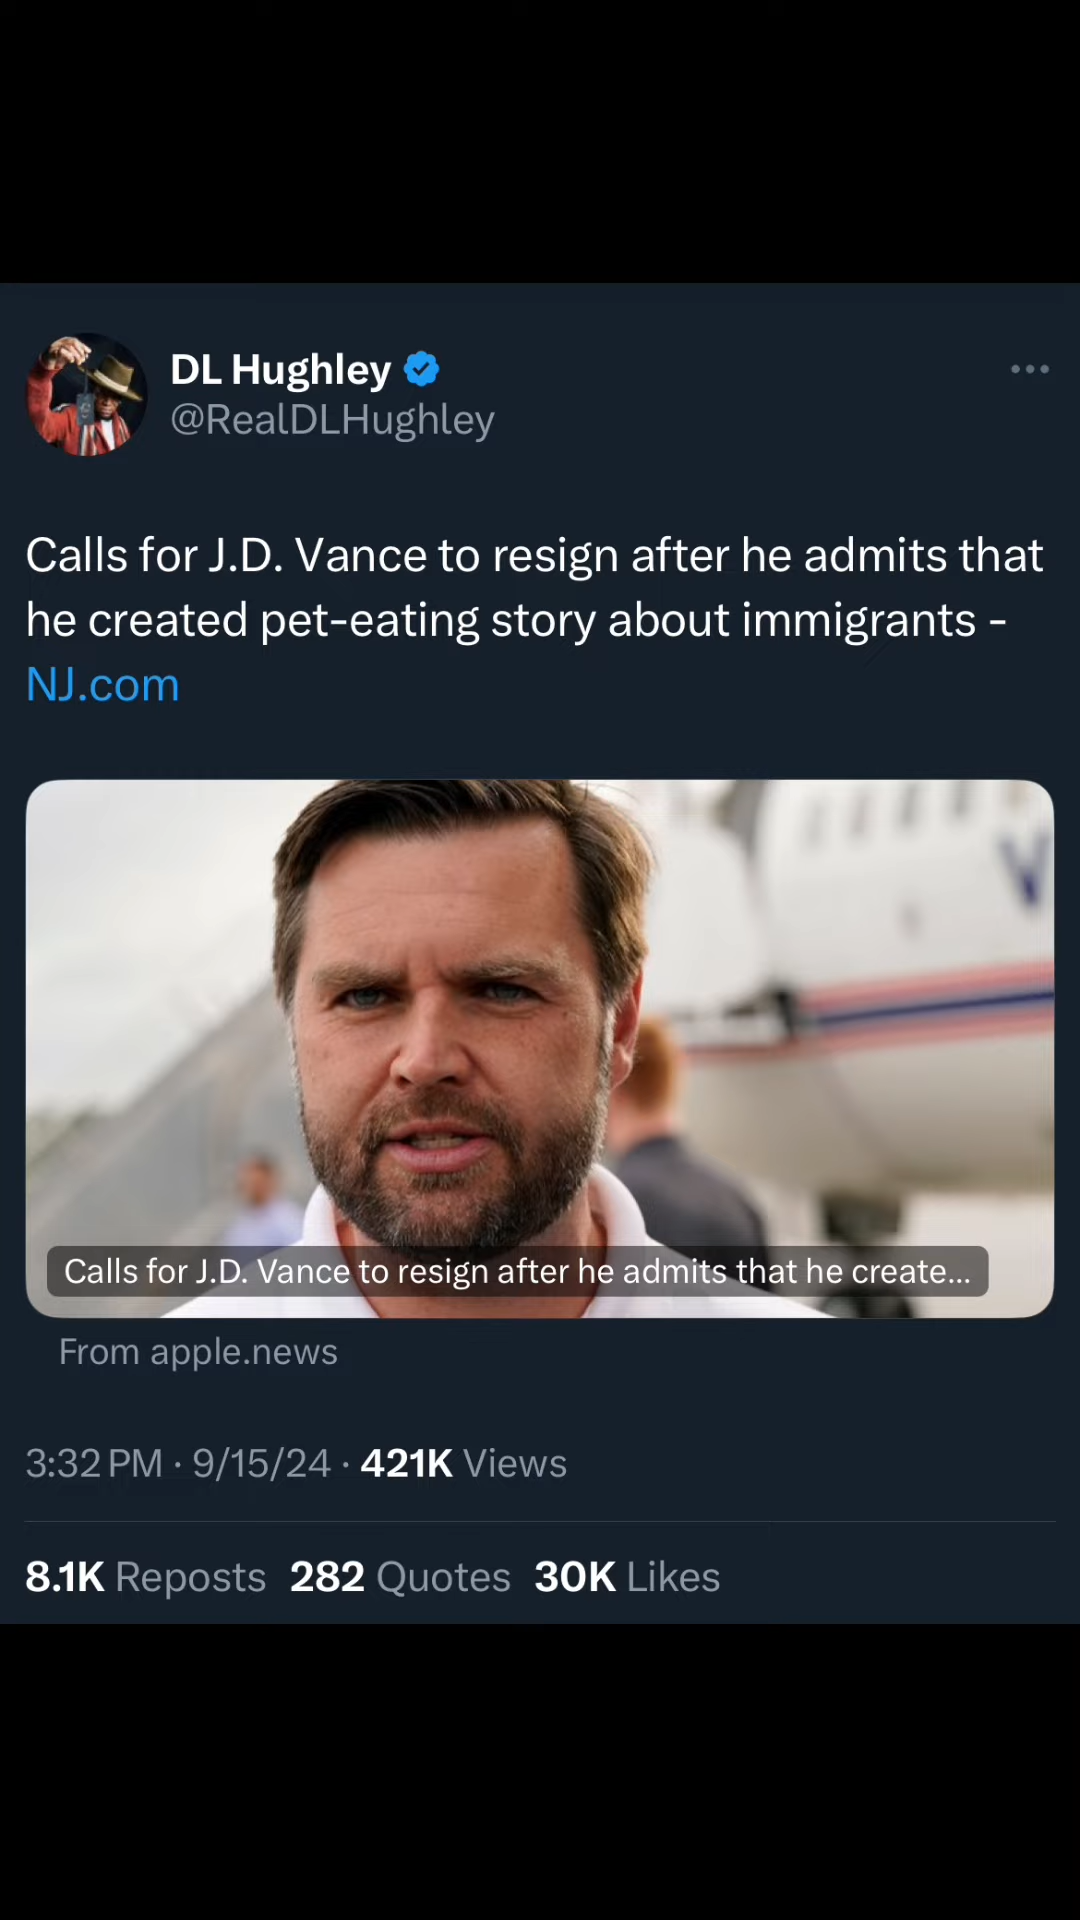 DL Hughley
@RealDLHughley
Calls for J.D. Vance to resign after he admits that
he created pet-eating story about immigrants -
NJ.com
V
Calls for J.D. Vance to resign after he admits that he create...
From apple.news
3:32 PM · 9/15/24 · 421K Views
8.1K Reposts 282 Quotes 30K Likes